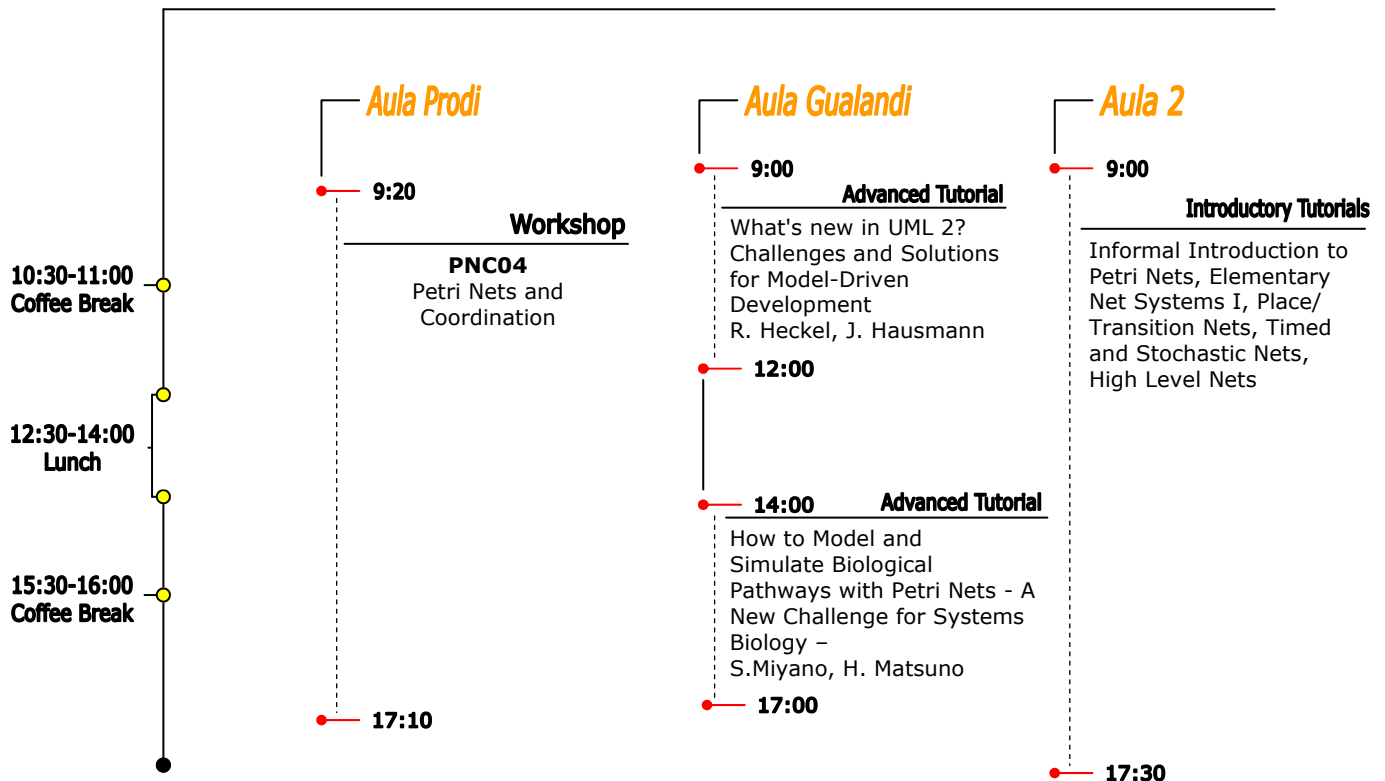 10:30-11:00
Coffee Break
12:30-14:00
Lunch
15:30-16:00
Coffee Break
Aula Prodi
9:20
Workshop
PNC04
Petri Nets and
Coordination
17:10
Aula Gualandi
9:00
Advanced Tutorial
What's new in UML 2?
Challenges and Solutions
for Model-Driven
Development
R. Heckel, J. Hausmann
12:00
14:00
Advanced Tutorial
How to Model and
Simulate Biological
Pathways with Petri Nets - A
New Challenge for Systems
Biology –
S.Miyano, H. Matsuno
17:00
Aula 2
9:00
Introductory Tutorials
Informal Introduction to
Petri Nets, Elementary
Net Systems I, Place/
Transition Nets, Timed
and Stochastic Nets,
High Level Nets
17:30